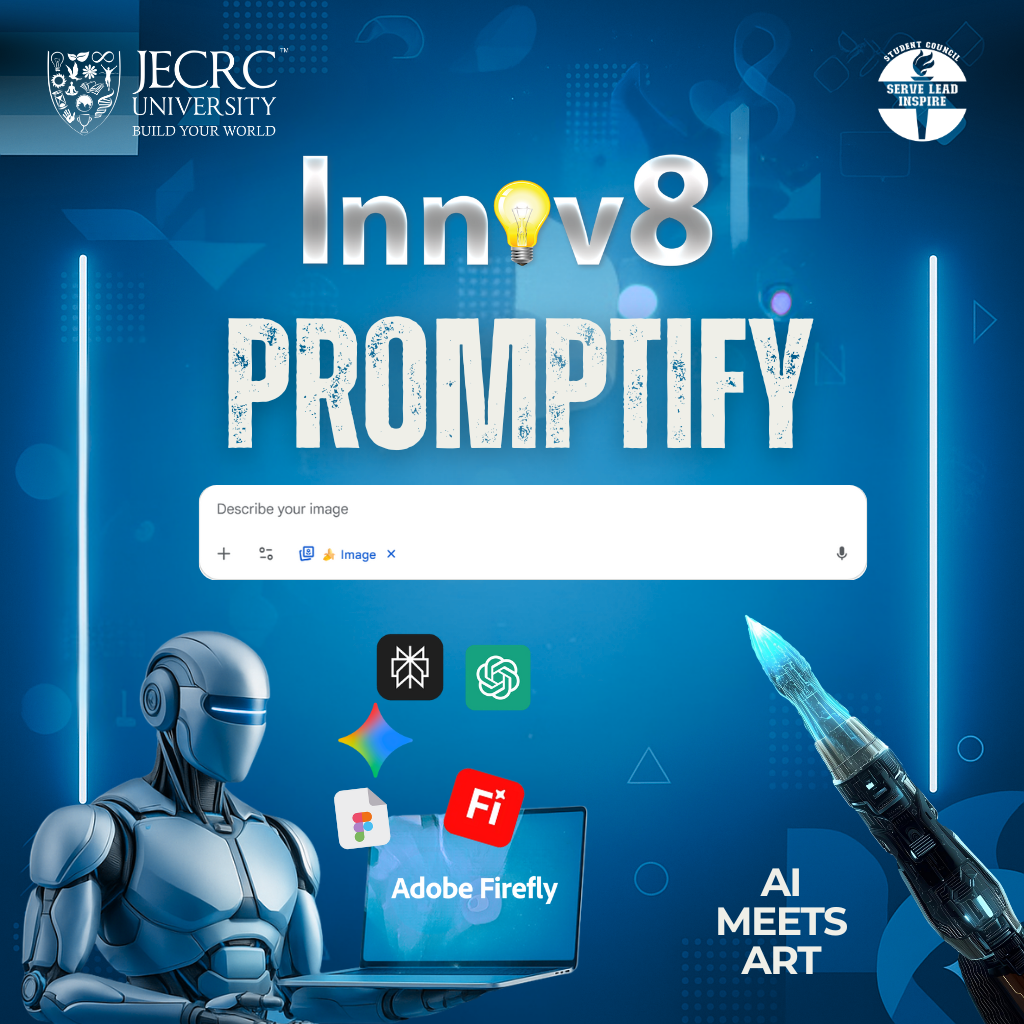 JECRC™
UNIVERSITY
BUILD YOUR WORLD
STUDENT COUNCIL
SERVE LEAD
INSPIRE
Innov8
PROMPTIFY
Describe your image
Image
Fi
Adobe Firefly
AI
MEETS
ART